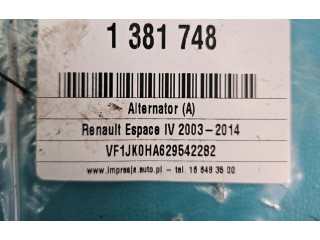 1 381 748
Alternator (A)
Renault Espace IV 2003-2014
VF1JK0HA629542282
www.impresja.auto.pl - tel. 15 648 35 00